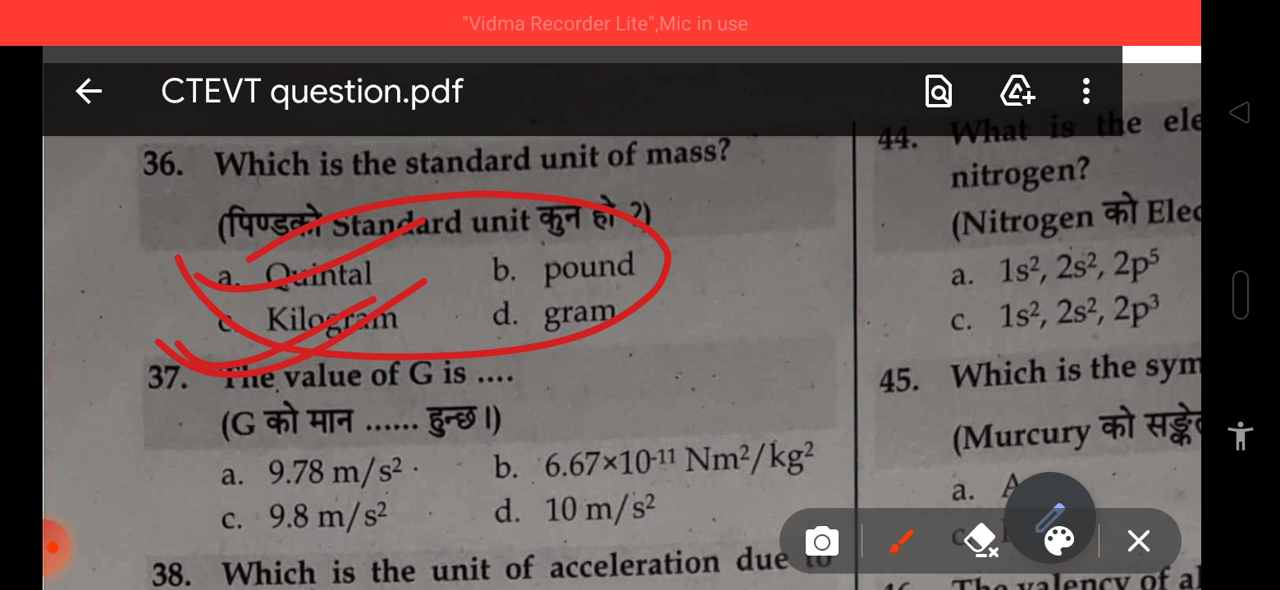 "Vidma Recorder Lite",Mic in use
CTEVT question.pdf
36. Which is the standard unit of mass?
(पिण्डको Standard unit कुन हो ?)
a. Quintal b. pound
c. Kilogram d. gram
37. The value of G is ....
(G को मान ...... हुन्छ ।)
a. 9.78 m/s² b. 6.67×10⁻¹¹ Nm²/kg²
c. 9.8 m/s² d. 10 m/s²
38. Which is the unit of acceleration due to
44. What is the ele
nitrogen?
(Nitrogen को Elec
a. 1s², 2s², 2p⁵
c. 1s², 2s², 2p³
45. Which is the sym
(Murcury को सङ्के
a. A
The valency of al